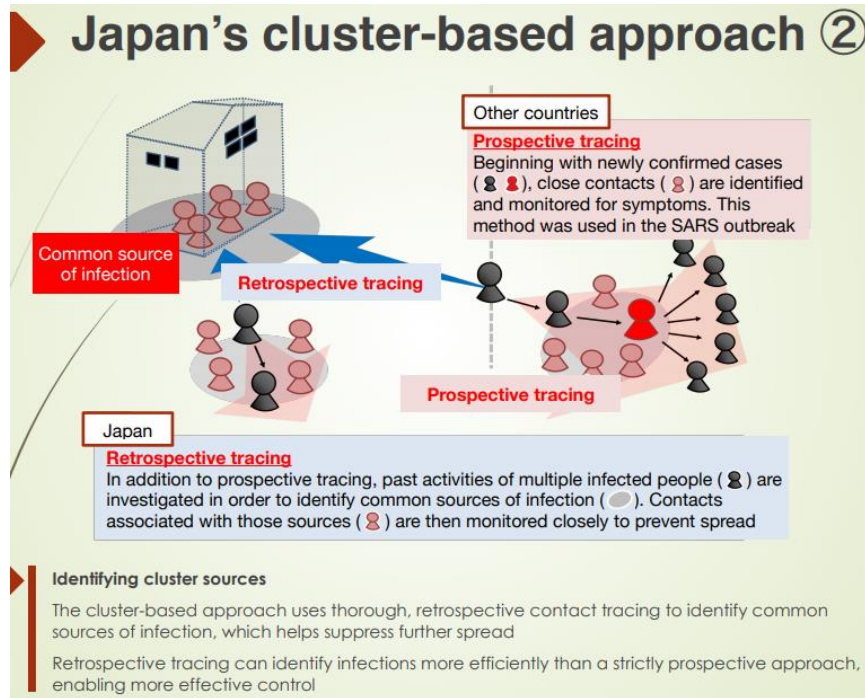 Japan's cluster-based approach ②
Other countries
Prospective tracing
Beginning with newly confirmed cases
( ), close contacts ( ) are identified
and monitored for symptoms. This
method was used in the SARS outbreak
Common source
of infection
Retrospective tracing
Prospective tracing
Japan
Retrospective tracing
In addition to prospective tracing, past activities of multiple infected people ( ) are
investigated in order to identify common sources of infection ( ). Contacts
associated with those sources ( ) are then monitored closely to prevent spread
Identifying cluster sources
The cluster-based approach uses thorough, retrospective contact tracing to identify common
sources of infection, which helps suppress further spread
Retrospective tracing can identify infections more efficiently than a strictly prospective approach,
enabling more effective control